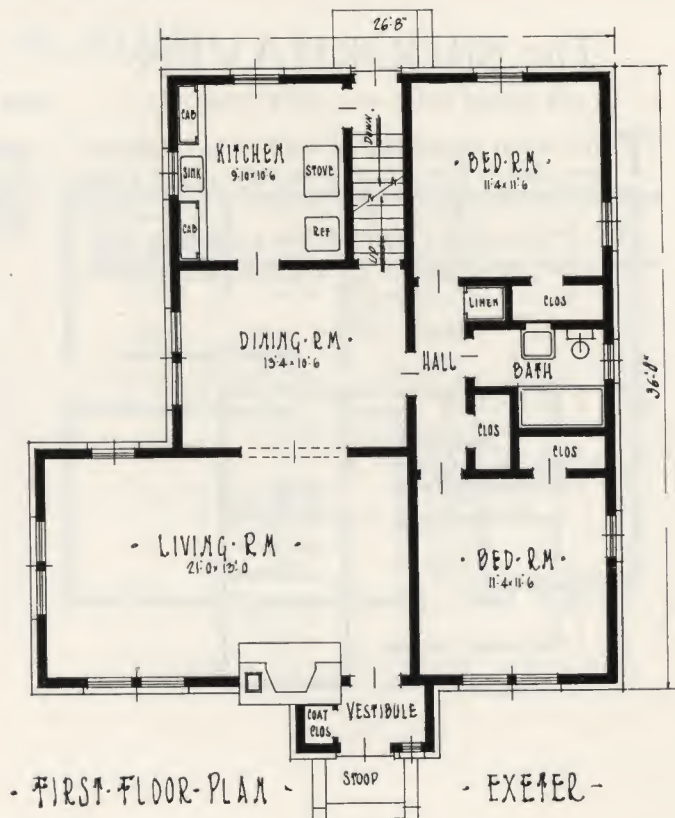 26'-8"
CAB
KITCHEN
9'-10 x 10'-6
SINK
STOVE
CAB
REF
DOWN.
UP
· BED·RM ·
11'-4 x 11'-6
LINEN
CLOS
DINING·RM ·
13'-4 x 10'-6
HALL
BATH
36'-8"
CLOS
CLOS
· LIVING·RM ·
21'-0 x 13'-0
· BED·RM ·
11'-4 x 11'-6
COAT
CLOS
VESTIBULE
STOOP
- FIRST·FLOOR·PLAN -
- EXETER -